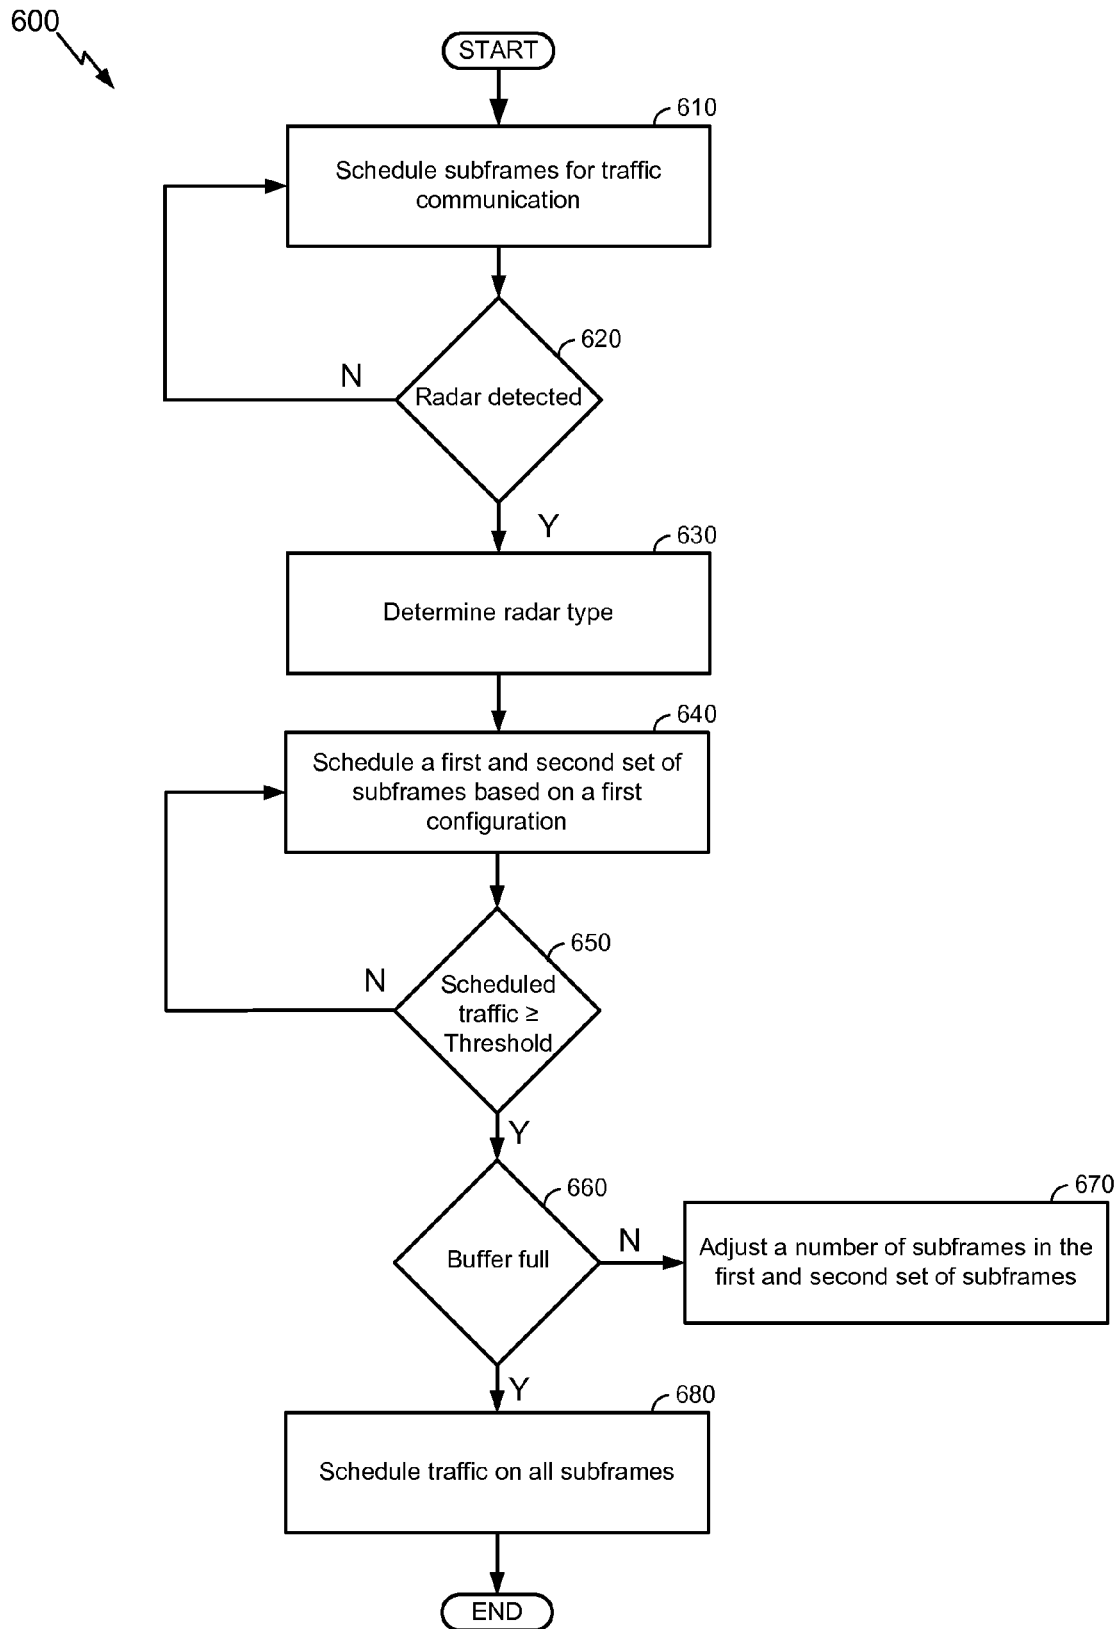 600
START
610
Schedule subframes for traffic
communication
620
Radar detected
N
Y
630
Determine radar type
640
Schedule a first and second set of
subframes based on a first
configuration
650
Scheduled
traffic ≥
Threshold
N
Y
660
Buffer full
N
670
Adjust a number of subframes in the
first and second set of subframes
Y
680
Schedule traffic on all subframes
END